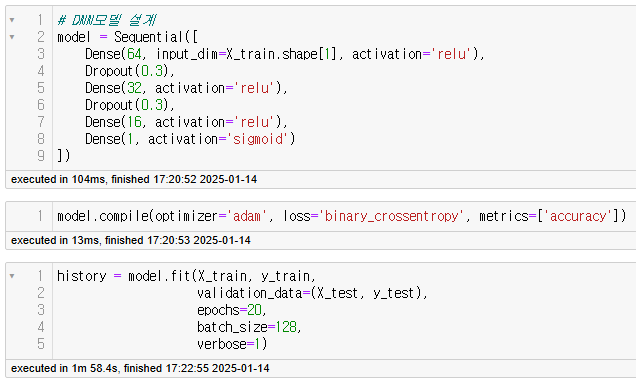 1 # DNN모델 설계
2 model = Sequential([
3 Dense(64, input_dim=X_train.shape[1], activation='relu'),
4 Dropout(0.3),
5 Dense(32, activation='relu'),
6 Dropout(0.3),
7 Dense(16, activation='relu'),
8 Dense(1, activation='sigmoid')
9 ])
executed in 104ms, finished 17:20:52 2025-01-14
1 model.compile(optimizer='adam', loss='binary_crossentropy', metrics=['accuracy'])
executed in 13ms, finished 17:20:53 2025-01-14
1 history = model.fit(X_train, y_train,
2 validation_data=(X_test, y_test),
3 epochs=20,
4 batch_size=128,
5 verbose=1)
executed in 1m 58.4s, finished 17:22:55 2025-01-14